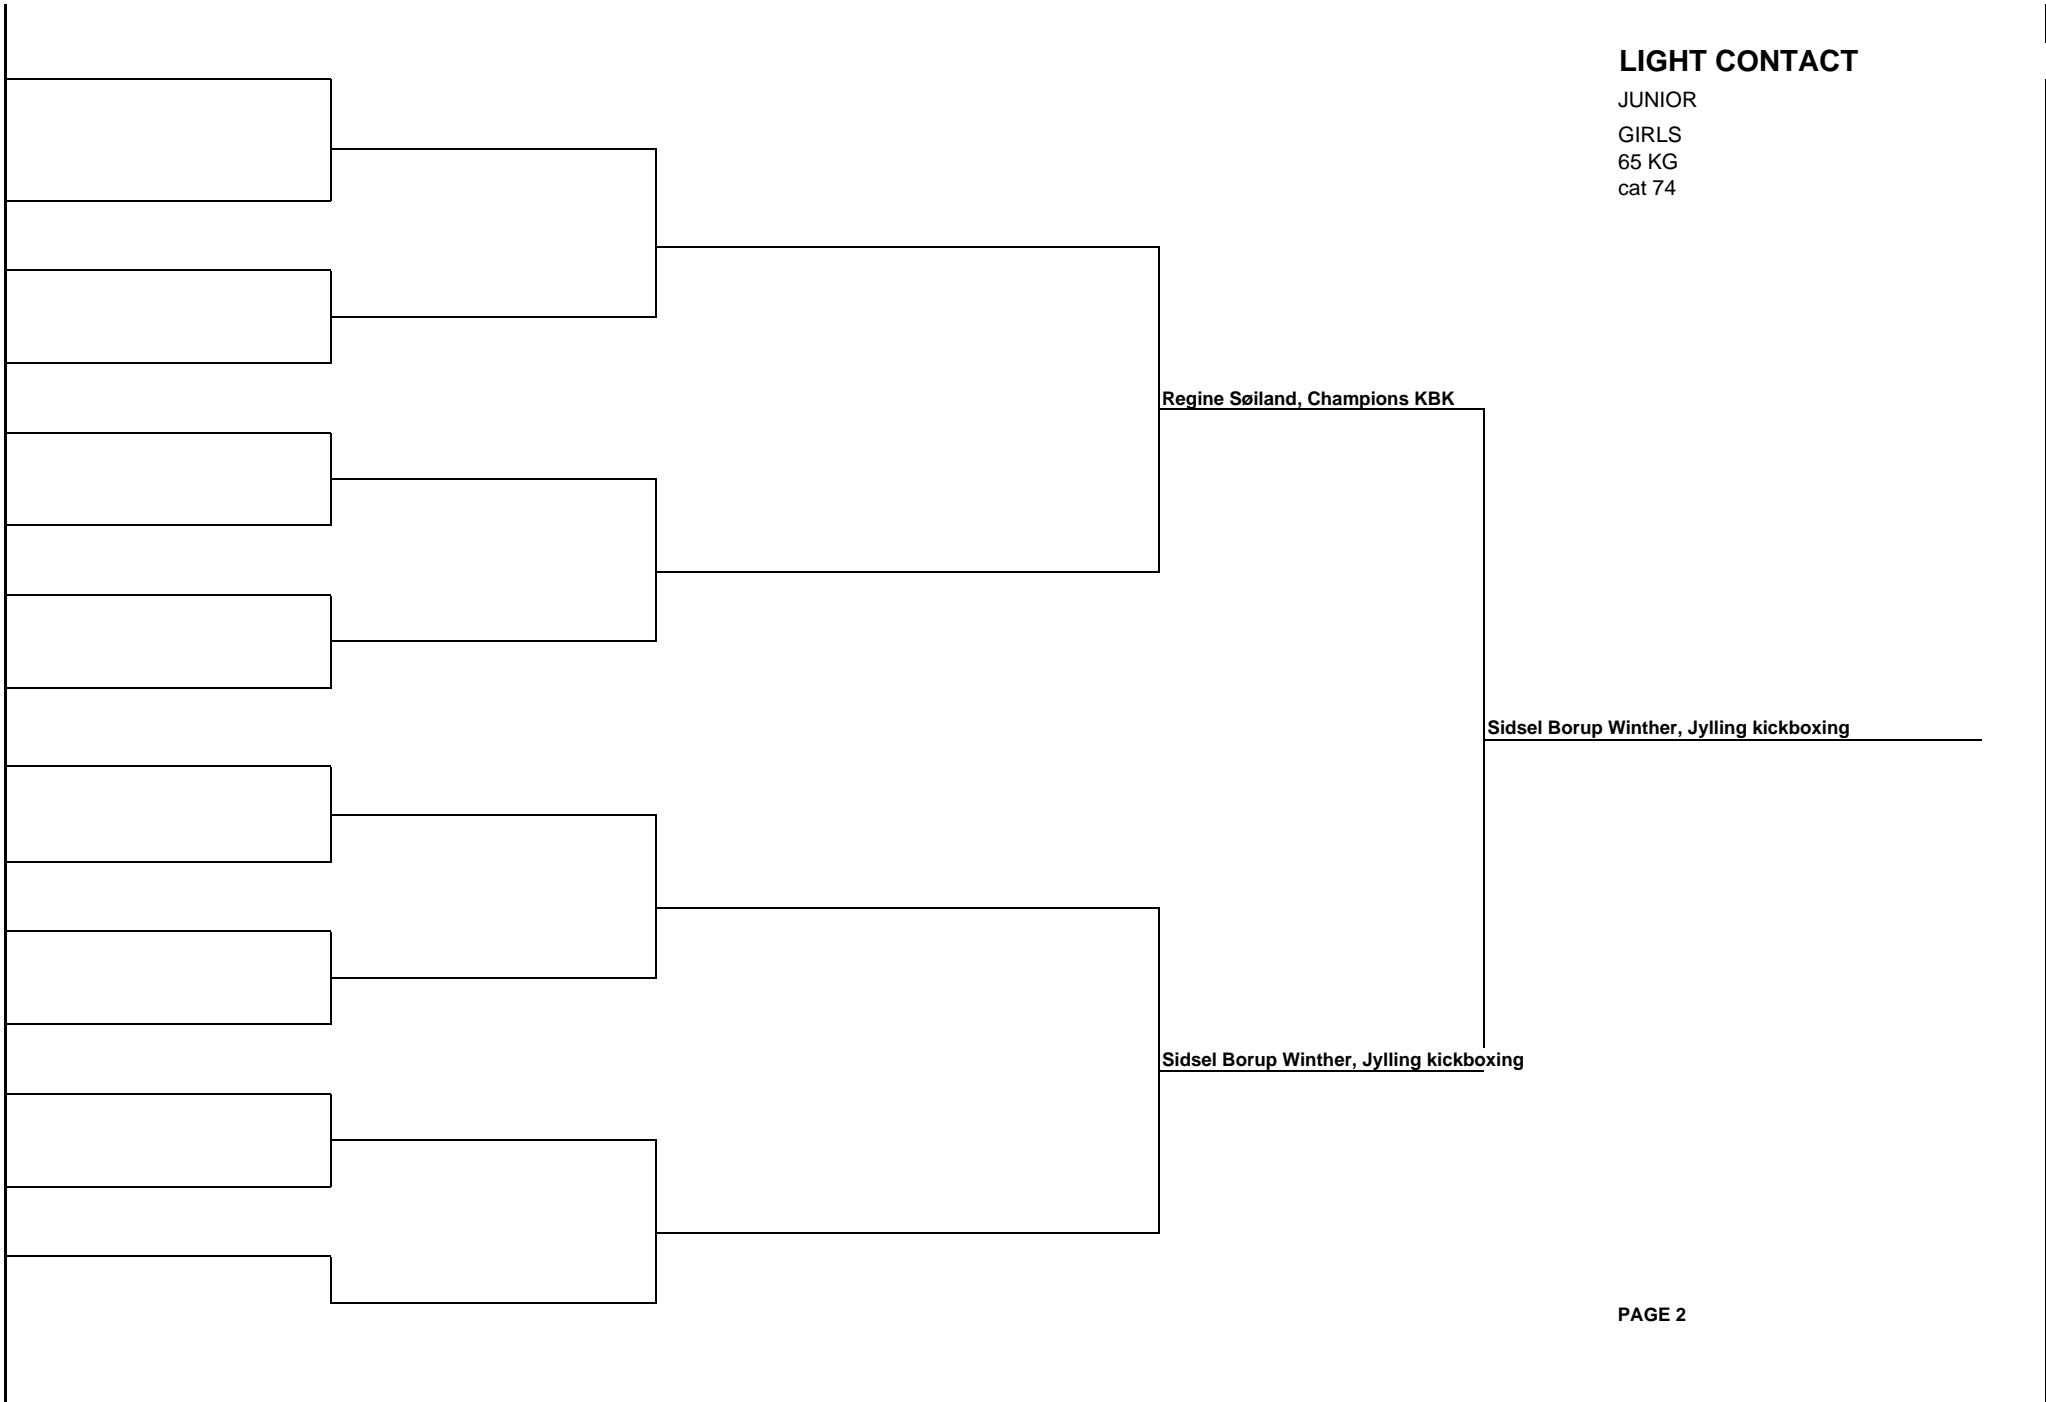 LIGHT CONTACT
JUNIOR
GIRLS
65 KG
cat 74
Regine Søiland, Champions KBK
Sidsel Borup Winther, Jylling kickboxing
Sidsel Borup Winther, Jylling kickboxing
PAGE 2